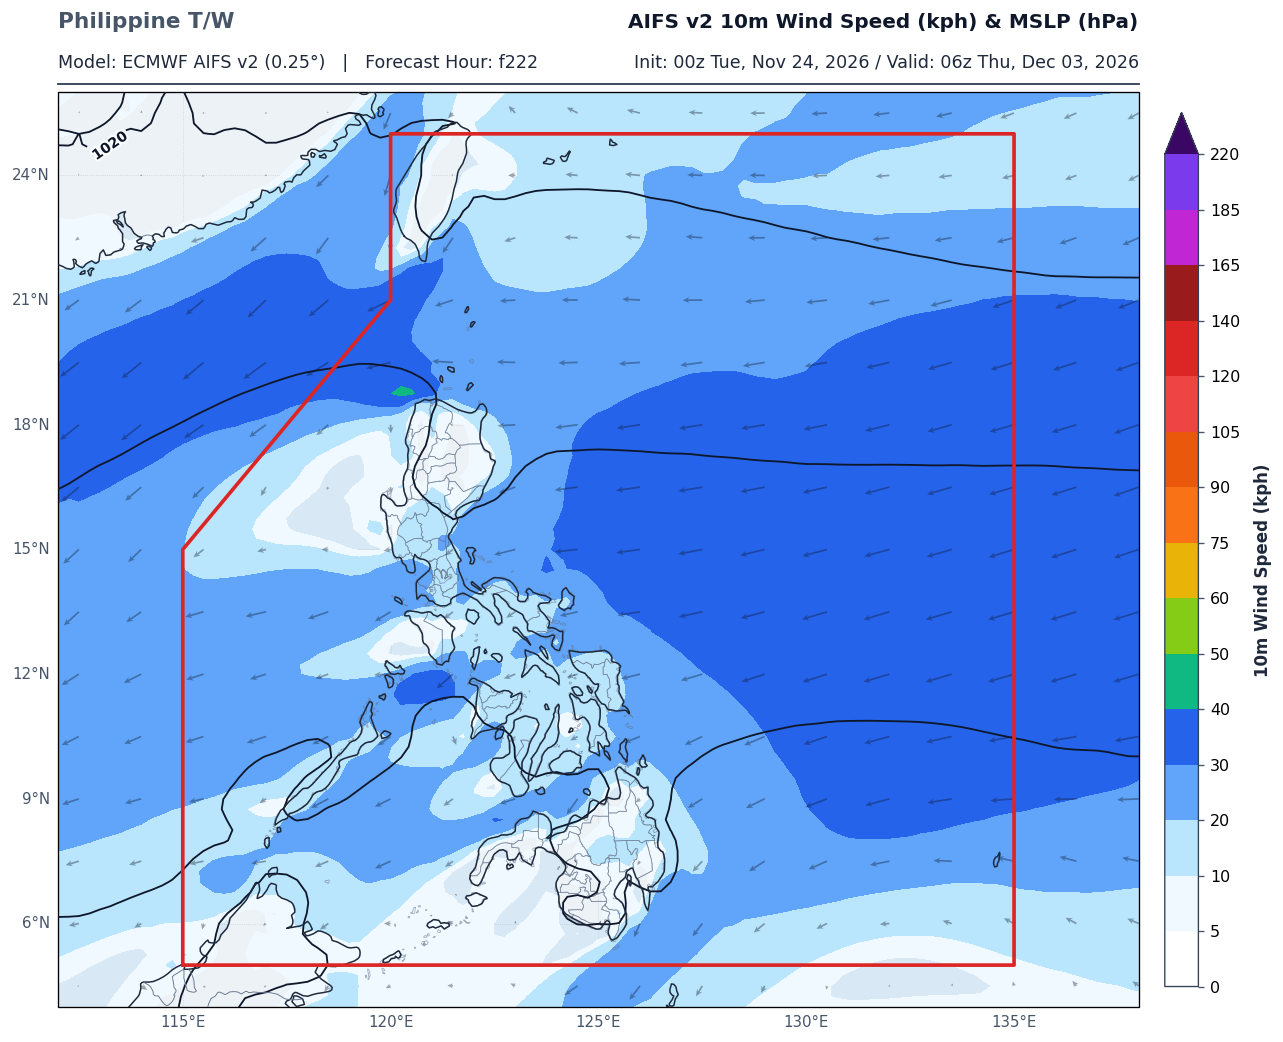 Philippine T/W
AIFS v2 10m Wind Speed (kph) & MSLP (hPa)
Model: ECMWF AIFS v2 (0.25°) | Forecast Hour: f222
Init: 00z Tue, Nov 24, 2026 / Valid: 06z Thu, Dec 03, 2026
1020
24°N
21°N
18°N
15°N
12°N
9°N
6°N
115°E
120°E
125°E
130°E
135°E
220
185
165
140
120
105
90
75
60
50
40
30
20
10
5
0
10m Wind Speed (kph)